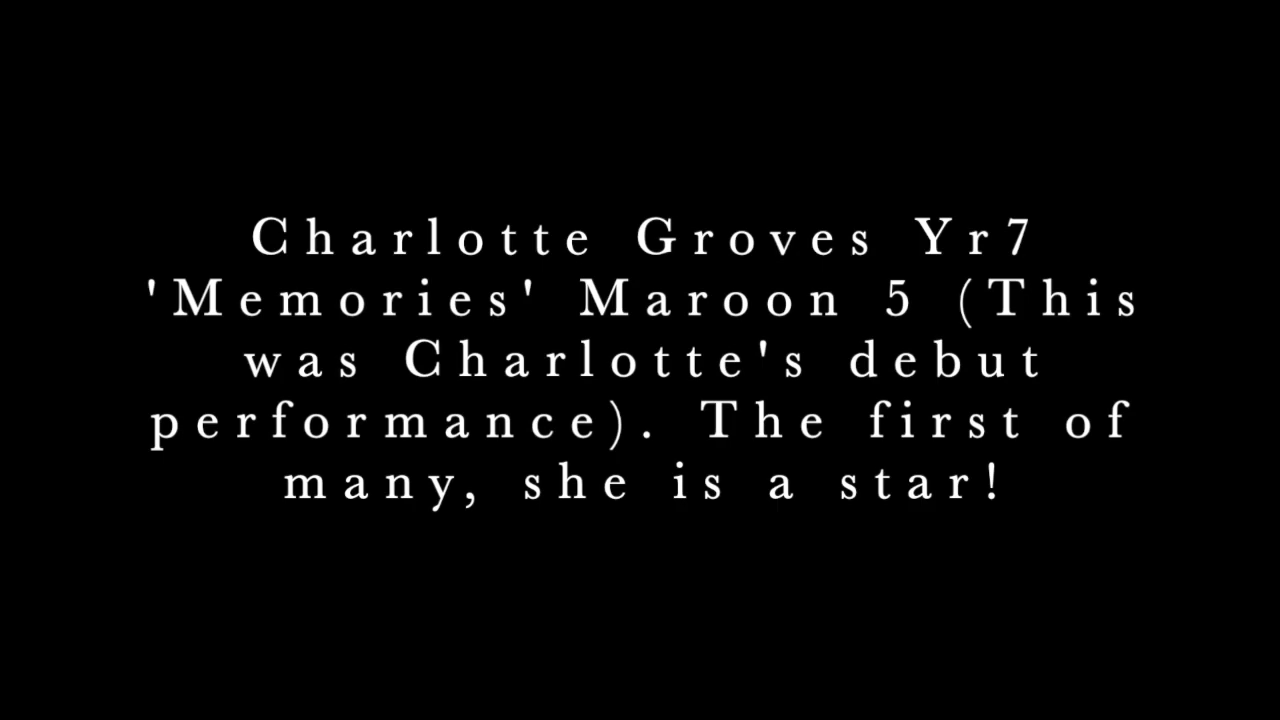 Charlotte Groves Yr7
'Memories' Maroon 5 (This
was Charlotte's debut
performance). The first of
many, she is a star!